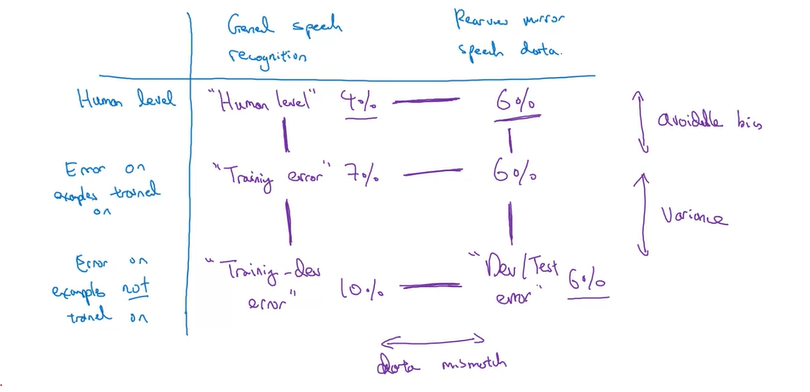 General speech
recognition
Rearview mirror
speech data.
Human level
"Human level" 4%
6%
avoidable bias
Error on
examples trained
on
"Training error" 7%
6%
Variance
Error on
examples not
trained on
"Training-dev
error"
10%
"Dev/Test
error"
6%
data mismatch